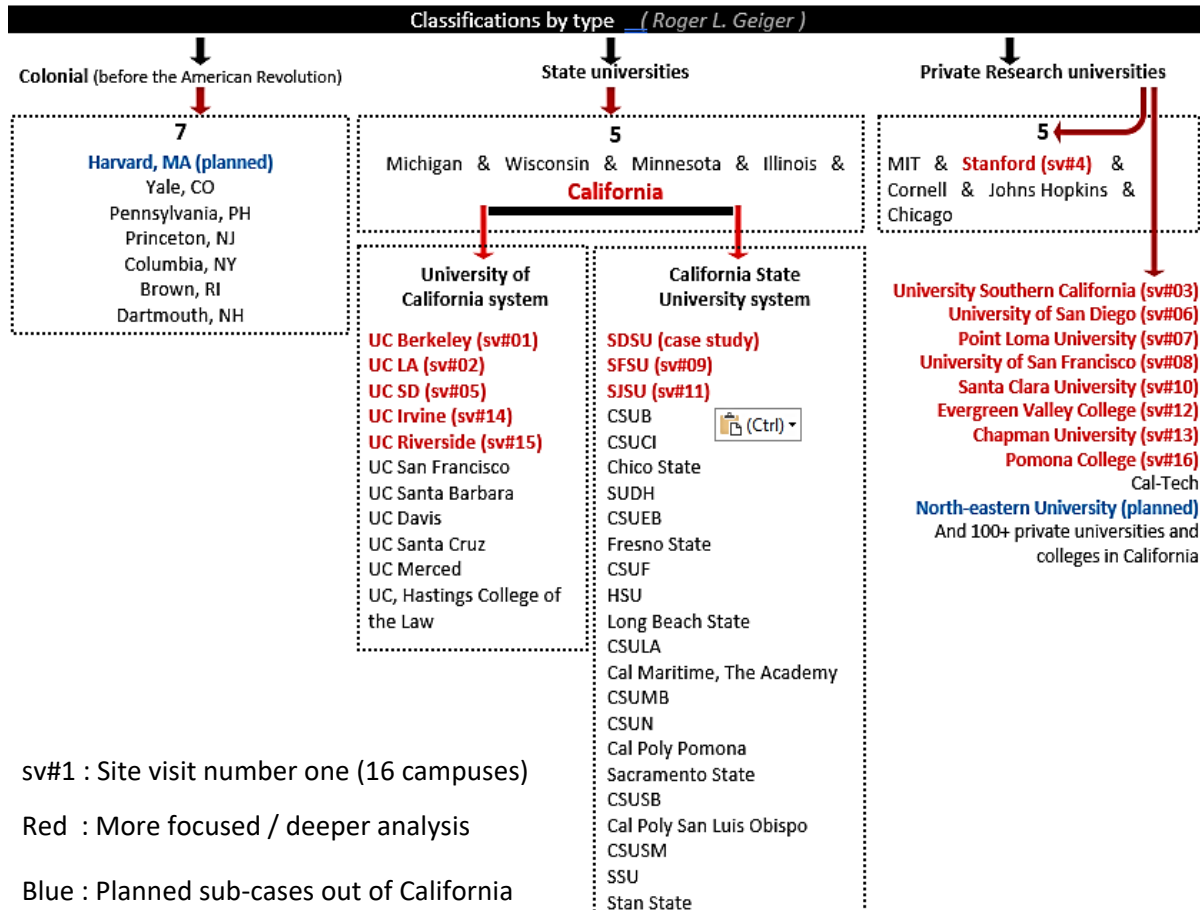 Classifications by type _( Roger L. Geiger )
Colonial (before the American Revolution)
7
Harvard, MA (planned)
Yale, CO
Pennsylvania, PH
Princeton, NJ
Columbia, NY
Brown, RI
Dartmouth, NH
State universities
5
Michigan & Wisconsin & Minnesota & Illinois &
California
University of
California system
UC Berkeley (sv#01)
UC LA (sv#02)
UC SD (sv#05)
UC Irvine (sv#14)
UC Riverside (sv#15)
UC San Francisco
UC Santa Barbara
UC Davis
UC Santa Cruz
UC Merced
UC, Hastings College of
the Law
California State
University system
SDSU (case study)
SFSU (sv#09)
SJSU (sv#11)
CSUB
CSUCI
Chico State
SUDH
CSUEB
Fresno State
CSUF
HSU
Long Beach State
CSULA
Cal Maritime, The Academy
CSUMB
CSUN
Cal Poly Pomona
Sacramento State
CSUSB
Cal Poly San Luis Obispo
CSUSM
SSU
Stan State
(Ctrl)
Private Research universities
5
MIT & Stanford (sv#4) &
Cornell & Johns Hopkins &
Chicago
University Southern California (sv#03)
University of San Diego (sv#06)
Point Loma University (sv#07)
University of San Francisco (sv#08)
Santa Clara University (sv#10)
Evergreen Valley College (sv#12)
Chapman University (sv#13)
Pomona College (sv#16)
Cal-Tech
North-eastern University (planned)
And 100+ private universities and
colleges in California
sv#1 : Site visit number one (16 campuses)
Red : More focused / deeper analysis
Blue : Planned sub-cases out of California